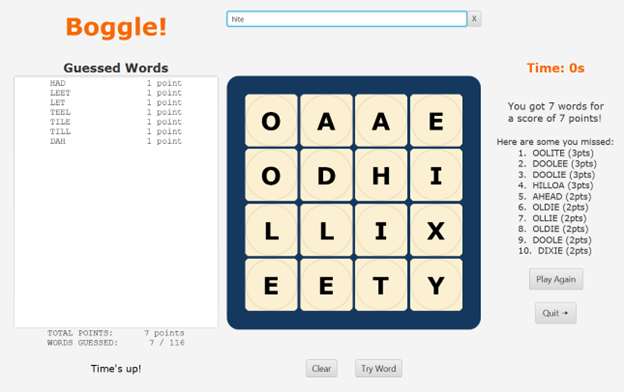 Boggle!
hite
X
Guessed Words
HAD 1 point
LEET 1 point
LET 1 point
TEEL 1 point
TILE 1 point
TILL 1 point
DAH 1 point
TOTAL POINTS: 7 points
WORDS GUESSED: 7 / 116
Time's up!
O A A E
O D H I
L L I X
E E T Y
Clear
Try Word
Time: 0s
You got 7 words for
a score of 7 points!
Here are some you missed:
1. OOLITE (3pts)
2. DOOLEE (3pts)
3. DOOLIE (3pts)
4. HILLOA (3pts)
5. AHEAD (2pts)
6. OLDIE (2pts)
7. OLLIE (2pts)
8. OLDIE (2pts)
9. DOOLE (2pts)
10. DIXIE (2pts)
Play Again
Quit ➝